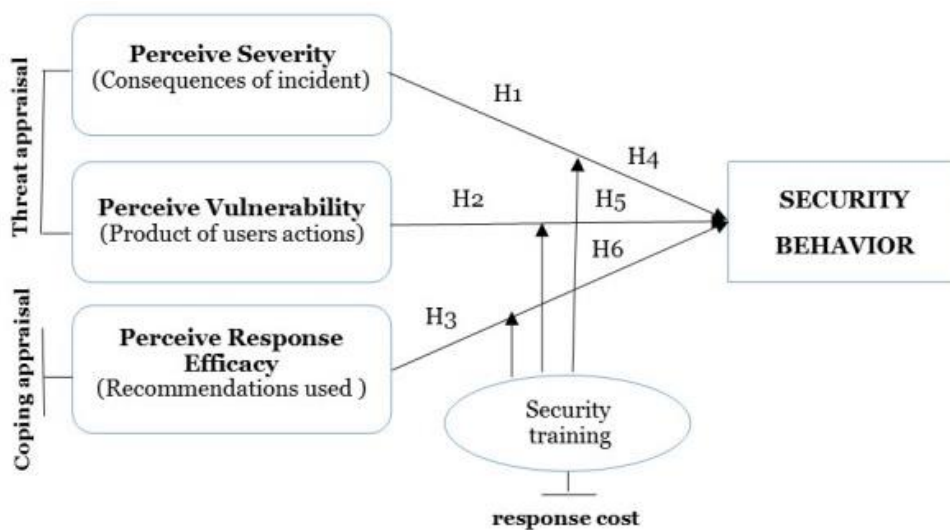 Threat appraisal
Perceive Severity
(Consequences of incident)
H1
H4
Perceive Vulnerability
(Product of users actions)
H2
H5
SECURITY
BEHAVIOR
H6
Coping appraisal
Perceive Response
Efficacy
(Recommendations used )
H3
Security
training
response cost